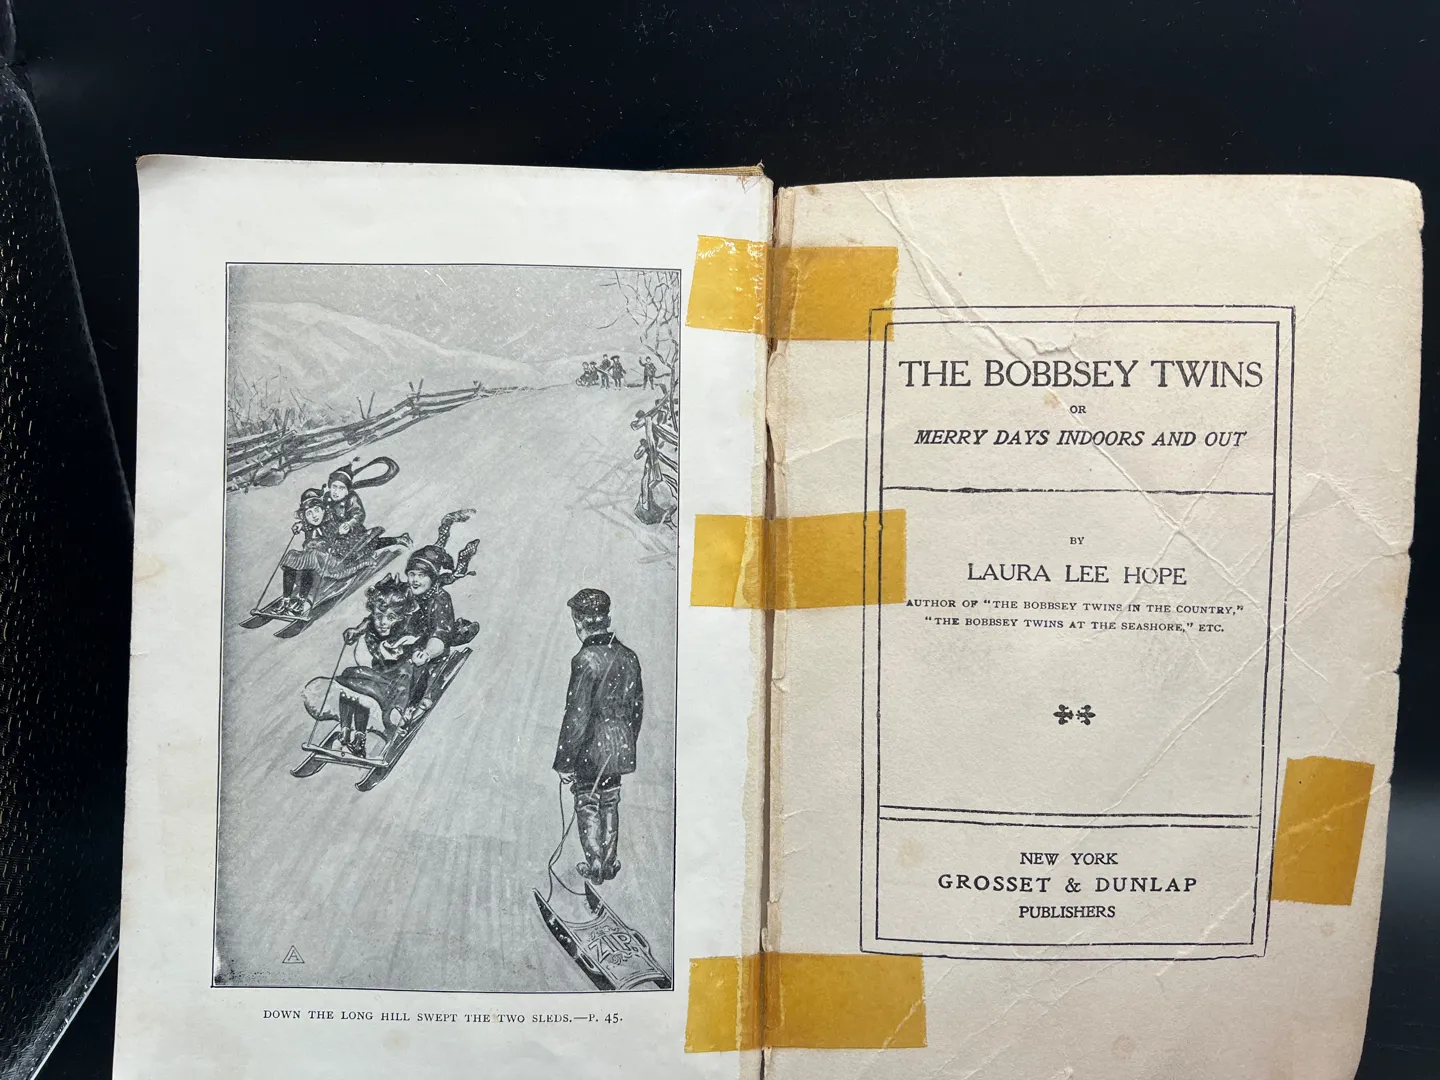 ZIP
A
DOWN THE LONG HILL SWEPT THE TWO SLEDS.—P. 45.
THE BOBBSEY TWINS
OR
MERRY DAYS INDOORS AND OUT
BY
LAURA LEE HOPE
AUTHOR OF "THE BOBBSEY TWINS IN THE COUNTRY,"
"THE BOBBSEY TWINS AT THE SEASHORE," ETC.
NEW YORK
GROSSET & DUNLAP
PUBLISHERS